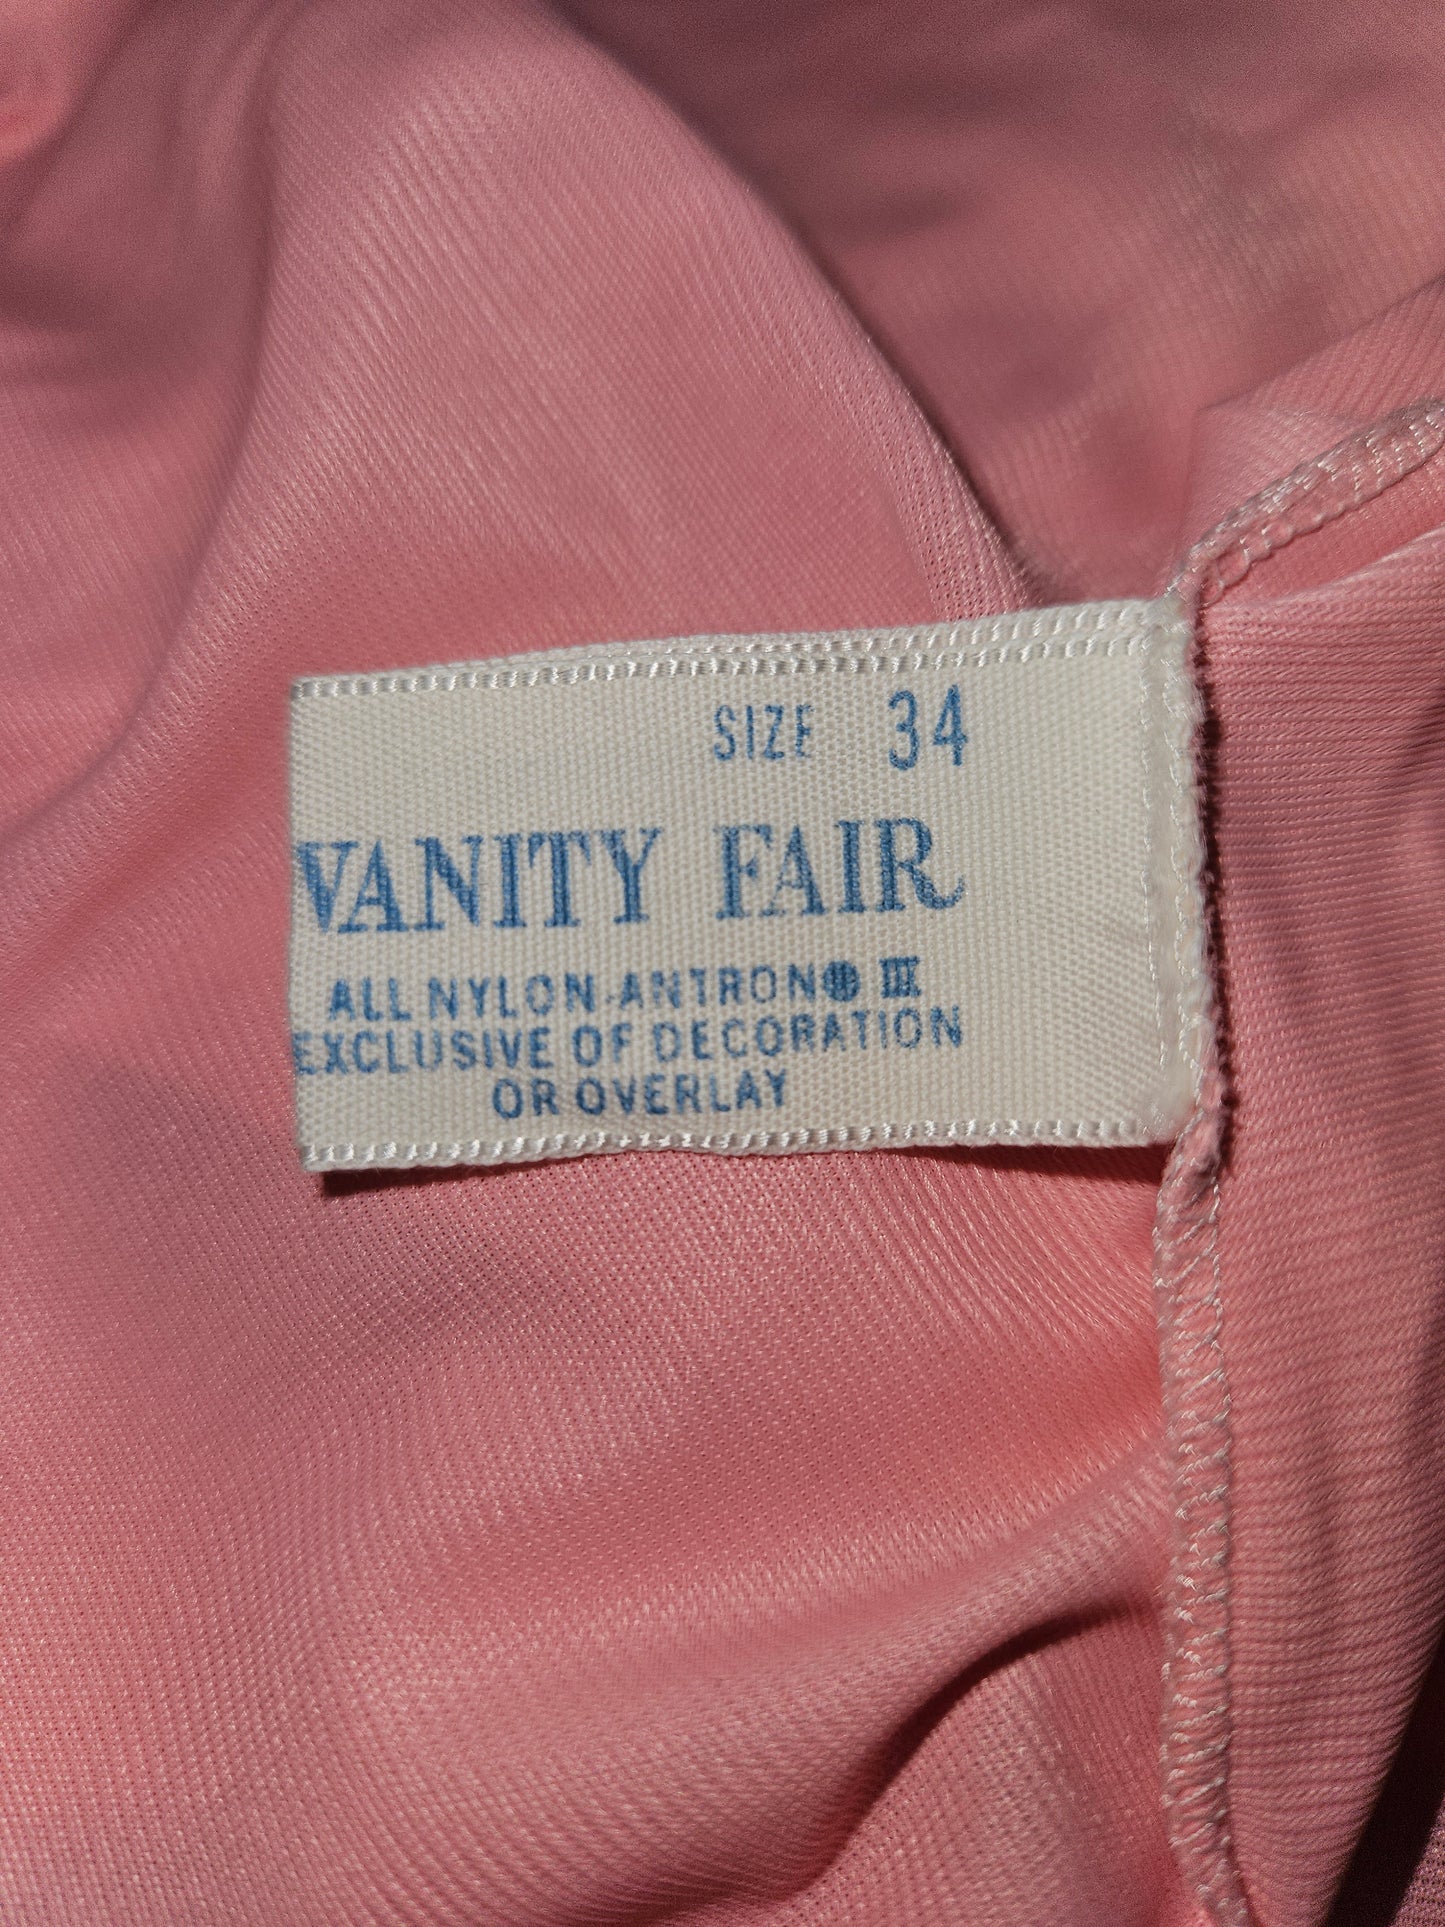 SIZE 34
VANITY FAIR
ALL NYLON-ANTRON® III
EXCLUSIVE OF DECORATION
OR OVERLAY